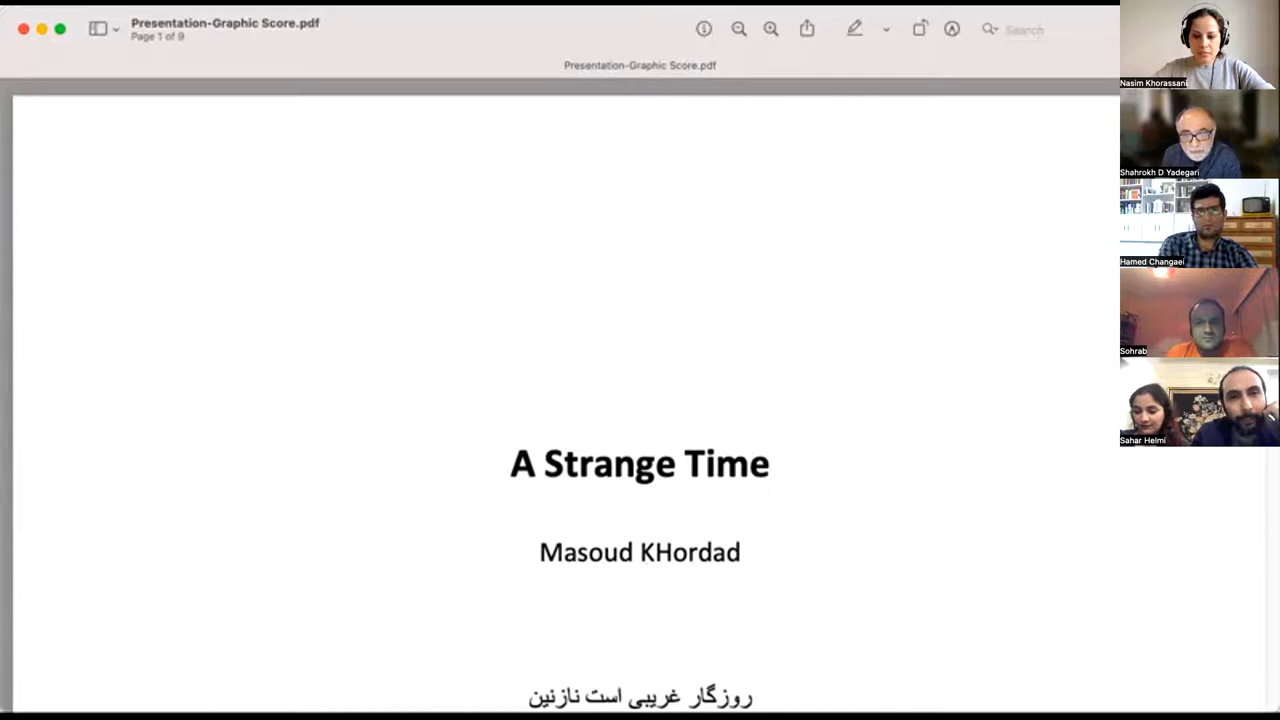 Presentation-Graphic Score.pdf
Page 1 of 9
Search
Presentation-Graphic Score.pdf
A Strange Time
Masoud KHordad
روزگار غریبی است نازنین
Nasim Khorassani
Shahrokh D Yadegari
Hamed Changaei
Sohrab
Sahar Helmi